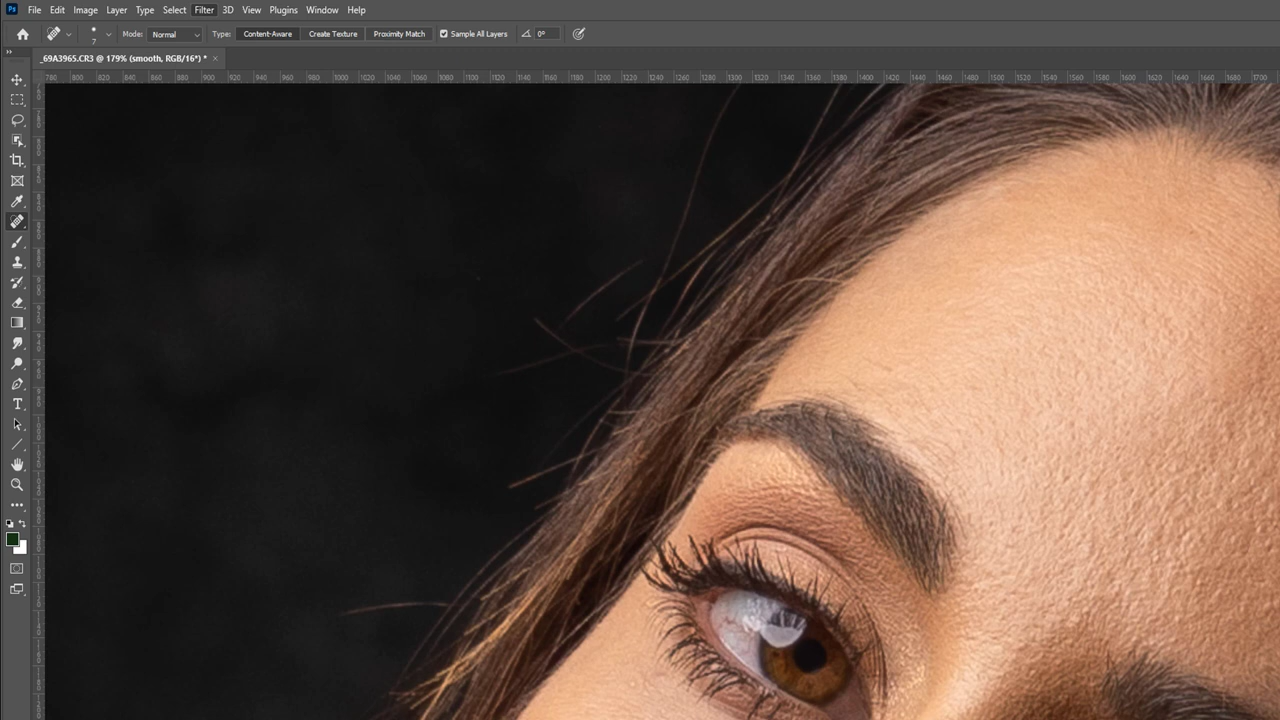 Ps File Edit Image Layer Type Select Filter 3D View Plugins Window Help
7 Mode: Normal Type: Content-Aware Create Texture Proximity Match Sample All Layers 0°
_69A3965.CR3 @ 179% (smooth, RGB/16*) * ×
780 800 820 840 860 880 900 920 940 960 980 1000 1020 1040 1060 1080 1100 1120 1140 1160 1180 1200 1220 1240 1260 1280 1300 1320 1340 1360 1380 1400 1420 1440 1460 1480 1500 1520 1540 1560 1580 1600 1620 1640 1660 1680 1700